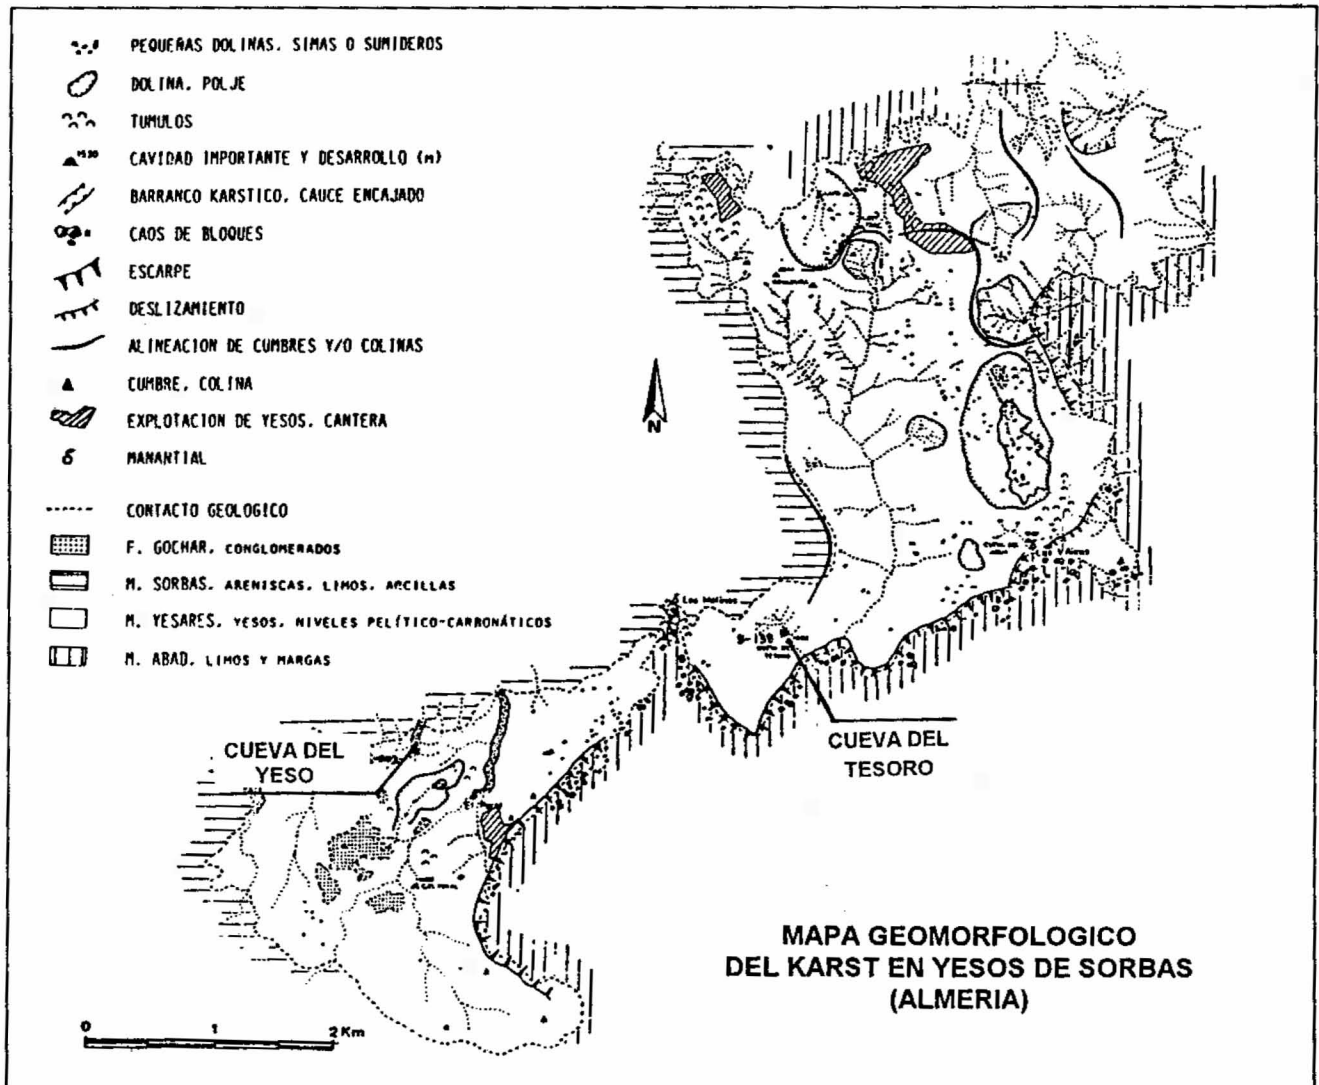 PEQUEÑAS DOLINAS, SIMAS O SUMIDEROS
DOLINA, POLJE
TUMULOS
CAVIDAD IMPORTANTE Y DESARROLLO (m)
BARRANCO KARSTICO, CAUCE ENCAJADO
CAOS DE BLOQUES
ESCARPE
DESLIZAMIENTO
ALINEACION DE CUMBRES Y/O COLINAS
CUMBRE, COLINA
EXPLOTACION DE YESOS, CANTERA
MANANTIAL
CONTACTO GEOLOGICO
F. GOCHAR, CONGLOMERADOS
M. SORBAS, ARENISCAS, LIMOS, ARCILLAS
M. YESARES, YESOS, NIVELES PELÍTICO-CARBONÁTICOS
M. ABAD, LIMOS Y MARGAS
N
Los Molinos
CUEVA DEL
YESO
CUEVA DEL
TESORO
MAPA GEOMORFOLOGICO
DEL KARST EN YESOS DE SORBAS
(ALMERIA)
0 1 2 Km